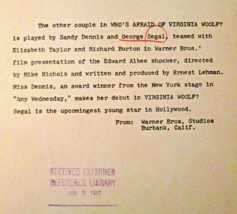 The other couple in WHO'S AFRAID OF VIRGINIA WOOLF?
is played by Sandy Dennis and George Segal, teamed with
Elizabeth Taylor and Richard Burton in Warner Bros.'
film presentation of the Edward Albee shocker, directed
by Mike Nichols and written and produced by Ernest Lehman.
Miss Dennis, an award winner from the New York stage in
"Any Wednesday," makes her debut in VIRGINIA WOOLF?
Segal is the upcomingest young star in Hollywood.
From: Warner Bros. Studios
Burbank, Calif.
RECEIVED EXAMINER
REFERENCE LIBRARY
JUL